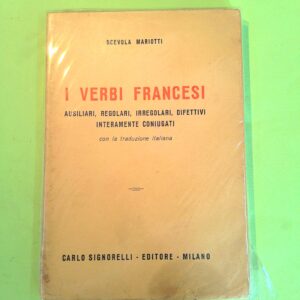 SCEVOLA MARIOTTI
I VERBI FRANCESI
AUSILIARI, REGOLARI, IRREGOLARI, DIFETTIVI
INTERAMENTE CONIUGATI
con la traduzione italiana
CARLO SIGNORELLI - EDITORE - MILANO